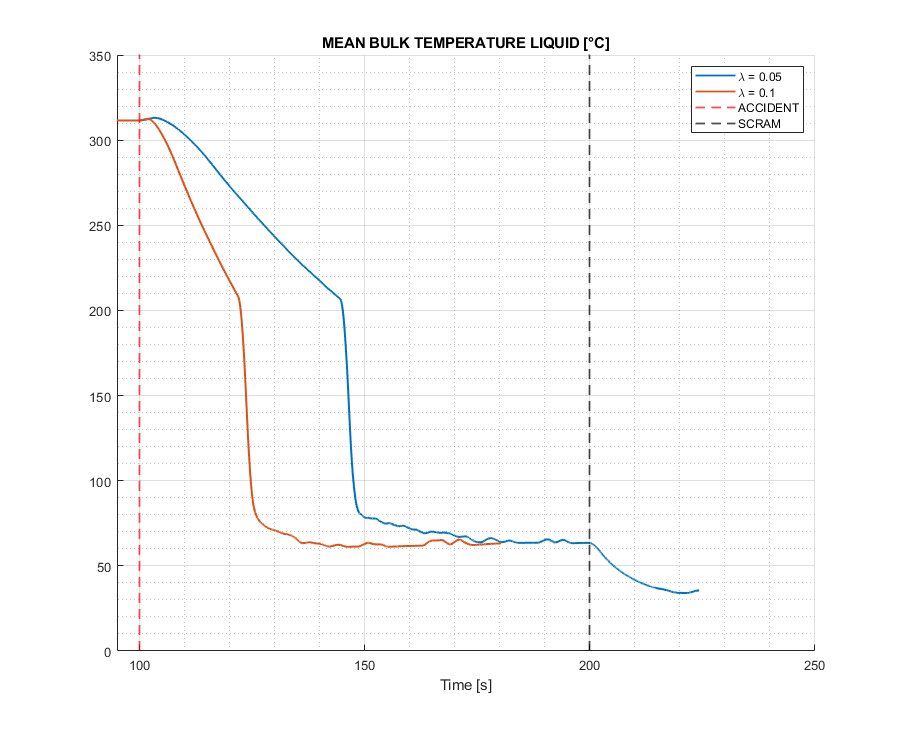 MEAN BULK TEMPERATURE LIQUID [°C]
350
300
250
200
150
100
50
0
λ = 0.05
λ = 0.1
ACCIDENT
SCRAM
100
150
200
250
Time [s]